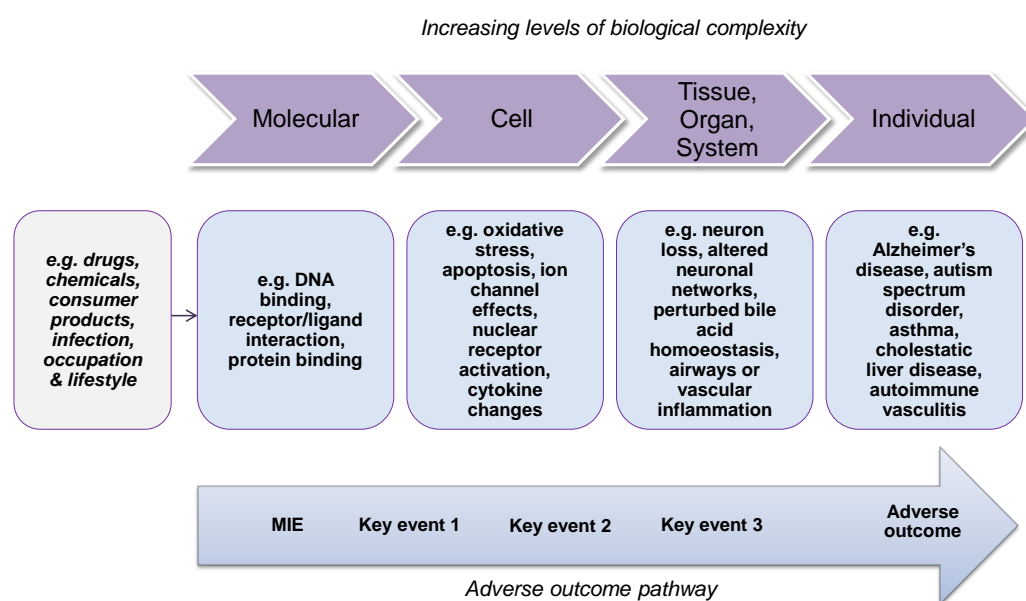 Increasing levels of biological complexity
Molecular
Cell
Tissue,
Organ,
System
Individual
e.g. drugs,
chemicals,
consumer
products,
infection,
occupation
& lifestyle
e.g. DNA
binding,
receptor/ligand
interaction,
protein binding
e.g. oxidative
stress,
apoptosis, ion
channel
effects,
nuclear
receptor
activation,
cytokine
changes
e.g. neuron
loss, altered
neuronal
networks,
perturbed bile
acid
homoeostasis,
airways or
vascular
inflammation
e.g.
Alzheimer’s
disease, autism
spectrum
disorder,
asthma,
cholestatic
liver disease,
autoimmune
vasculitis
MIE
Key event 1
Key event 2
Key event 3
Adverse
outcome
Adverse outcome pathway